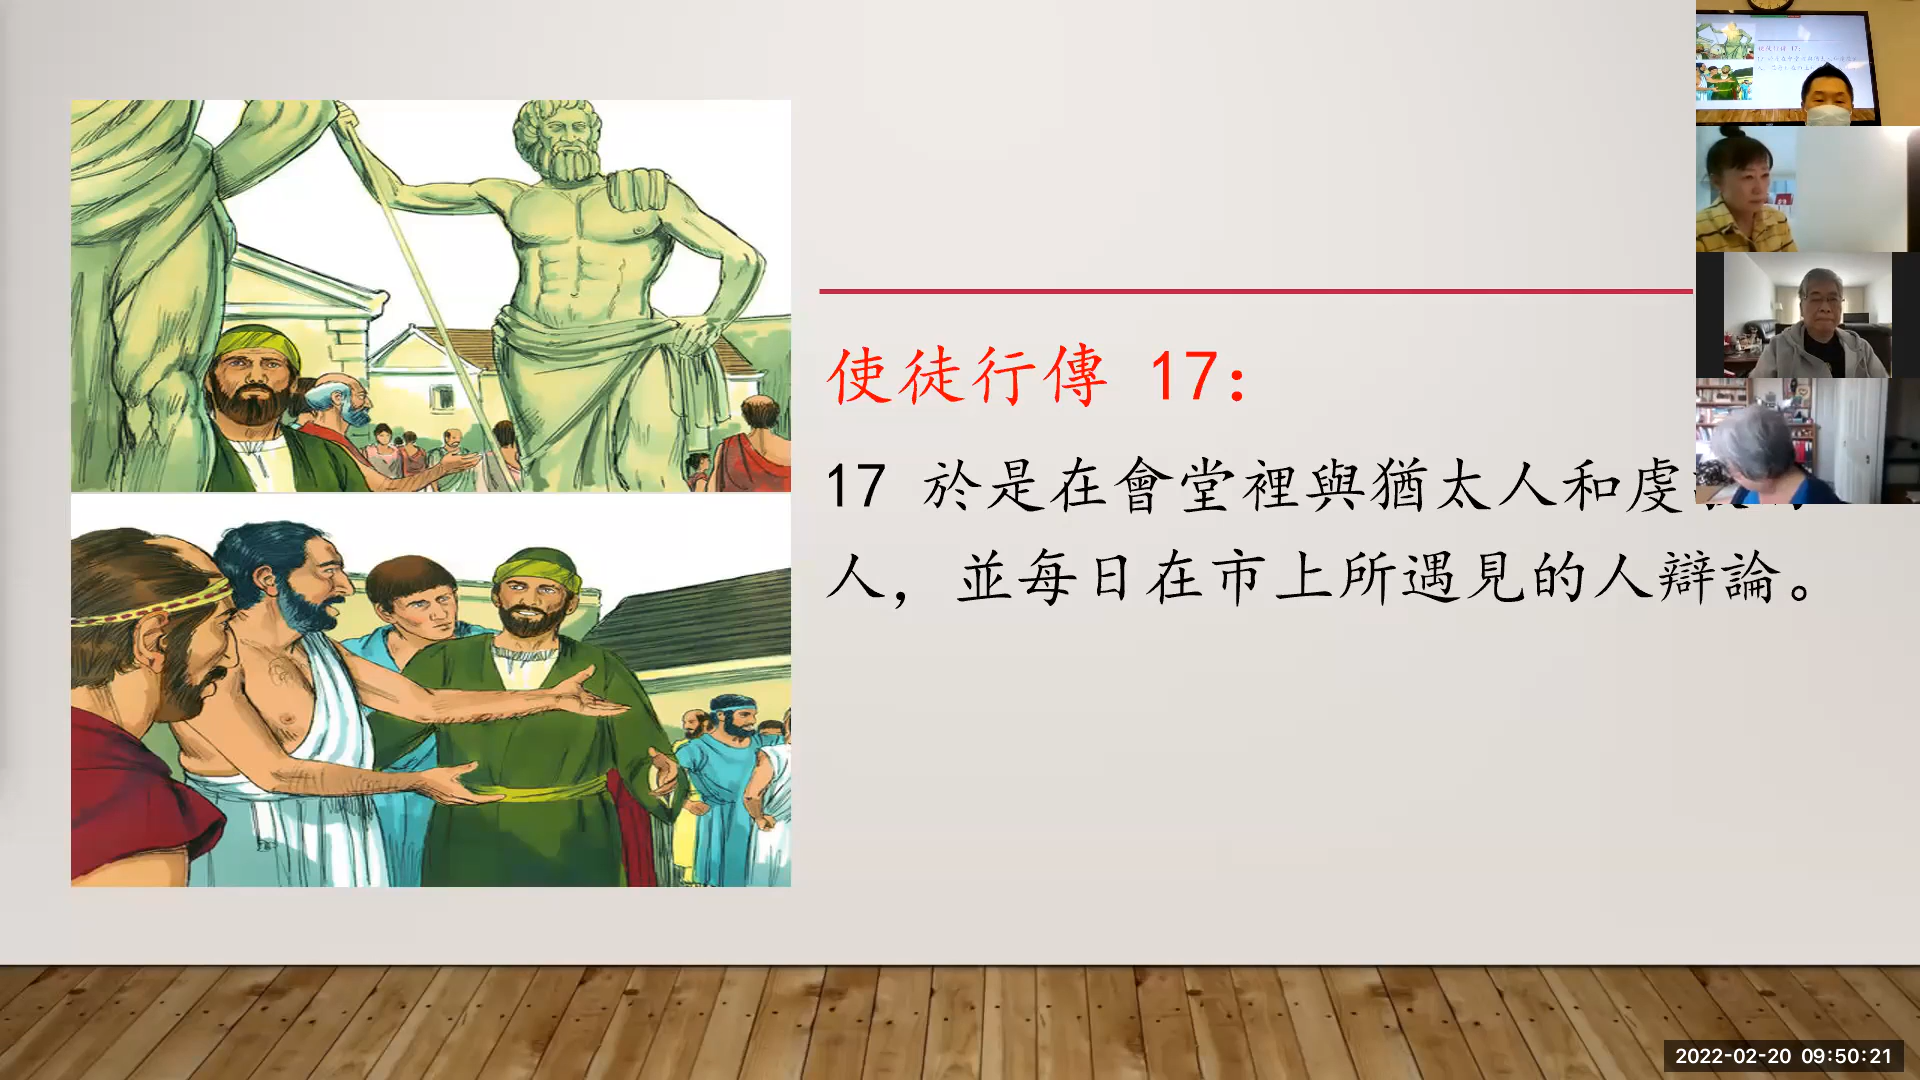 使徒行傳 17:
17 於是在會堂裡與猶太人和虔
人，並每日在市上所遇見的人辯論。
2022-02-20 09:50:21